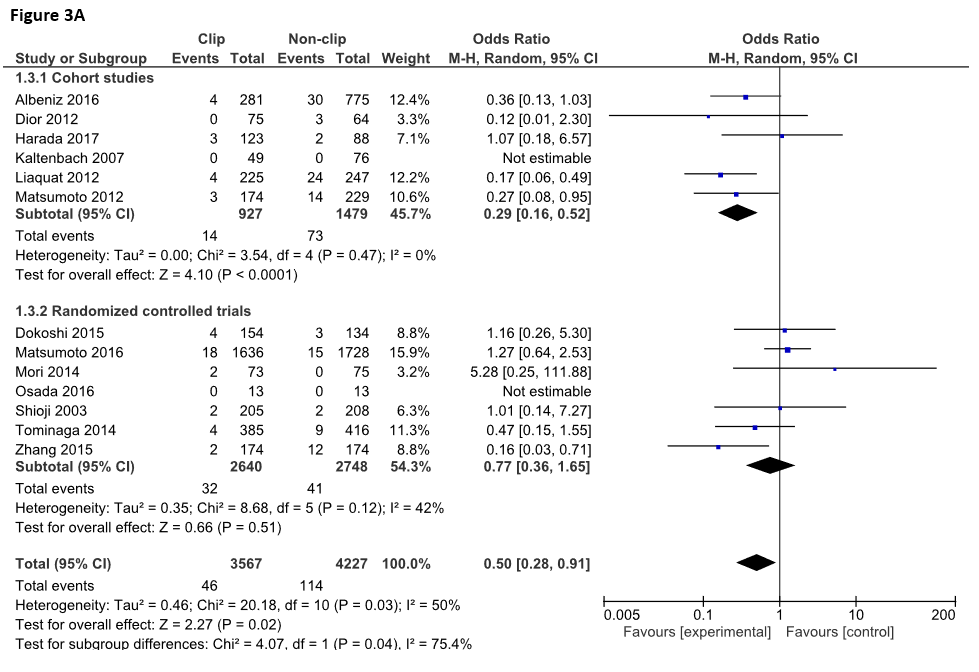 Figure 3A
Clip Non-clip Odds Ratio Odds Ratio
Study or Subgroup Events Total Events Total Weight M-H, Random, 95% CI M-H, Random, 95% CI
1.3.1 Cohort studies
Albeniz 2016 4 281 30 775 12.4% 0.36 [0.13, 1.03]
Dior 2012 0 75 3 64 3.3% 0.12 [0.01, 2.30]
Harada 2017 3 123 2 88 7.1% 1.07 [0.18, 6.57]
Kaltenbach 2007 0 49 0 76 Not estimable
Liaquat 2012 4 225 24 247 12.2% 0.17 [0.06, 0.49]
Matsumoto 2012 3 174 14 229 10.6% 0.27 [0.08, 0.95]
Subtotal (95% CI) 927 1479 45.7% 0.29 [0.16, 0.52]
Total events 14 73
Heterogeneity: Tau² = 0.00; Chi² = 3.54, df = 4 (P = 0.47); I² = 0%
Test for overall effect: Z = 4.10 (P < 0.0001)
1.3.2 Randomized controlled trials
Dokoshi 2015 4 154 3 134 8.8% 1.16 [0.26, 5.30]
Matsumoto 2016 18 1636 15 1728 15.9% 1.27 [0.64, 2.53]
Mori 2014 2 73 0 75 3.2% 5.28 [0.25, 111.88]
Osada 2016 0 13 0 13 Not estimable
Shioji 2003 2 205 2 208 6.3% 1.01 [0.14, 7.27]
Tominaga 2014 4 385 9 416 11.3% 0.47 [0.15, 1.55]
Zhang 2015 2 174 12 174 8.8% 0.16 [0.03, 0.71]
Subtotal (95% CI) 2640 2748 54.3% 0.77 [0.36, 1.65]
Total events 32 41
Heterogeneity: Tau² = 0.35; Chi² = 8.68, df = 5 (P = 0.12); I² = 42%
Test for overall effect: Z = 0.66 (P = 0.51)
Total (95% CI) 3567 4227 100.0% 0.50 [0.28, 0.91]
Total events 46 114
Heterogeneity: Tau² = 0.46; Chi² = 20.18, df = 10 (P = 0.03); I² = 50%
Test for overall effect: Z = 2.27 (P = 0.02)
Test for subgroup differences: Chi² = 4.07, df = 1 (P = 0.04), I² = 75.4%
0.005 0.1 1 10 200
Favours [experimental] Favours [control]